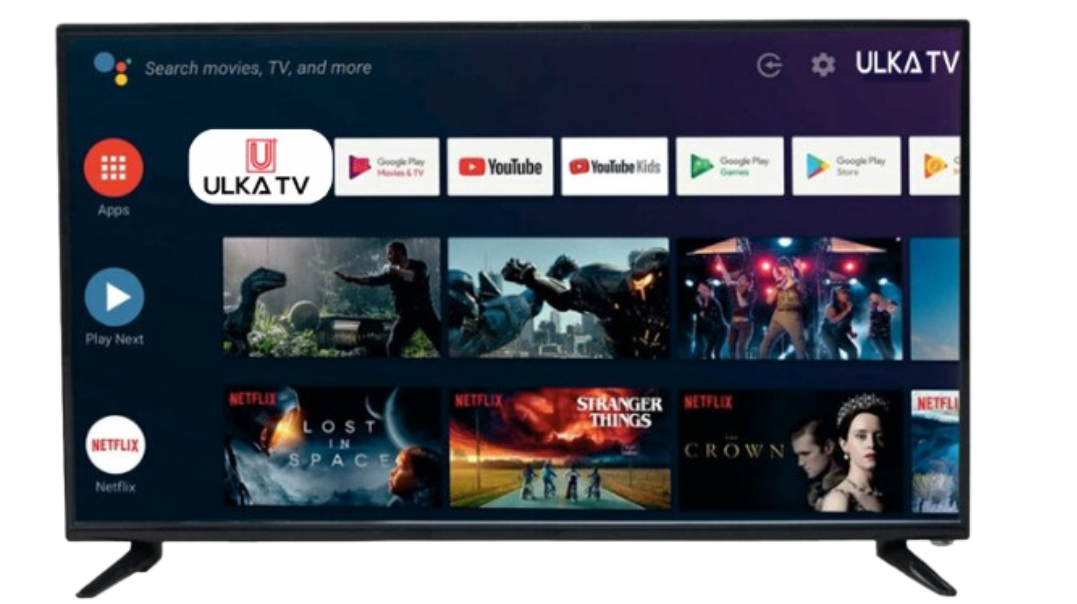 Search movies, TV, and more
ULKA TV
Apps
ULKA TV
Google Play
Movies & TV
YouTube
YouTube Kids
Google Play
Games
Google Play
Store
Play Next
NETFLIX
Netflix
NETFLIX
LOST
IN
SPACE
NETFLIX
STRANGER
THINGS
NETFLIX
THE
CROWN
NETFLI